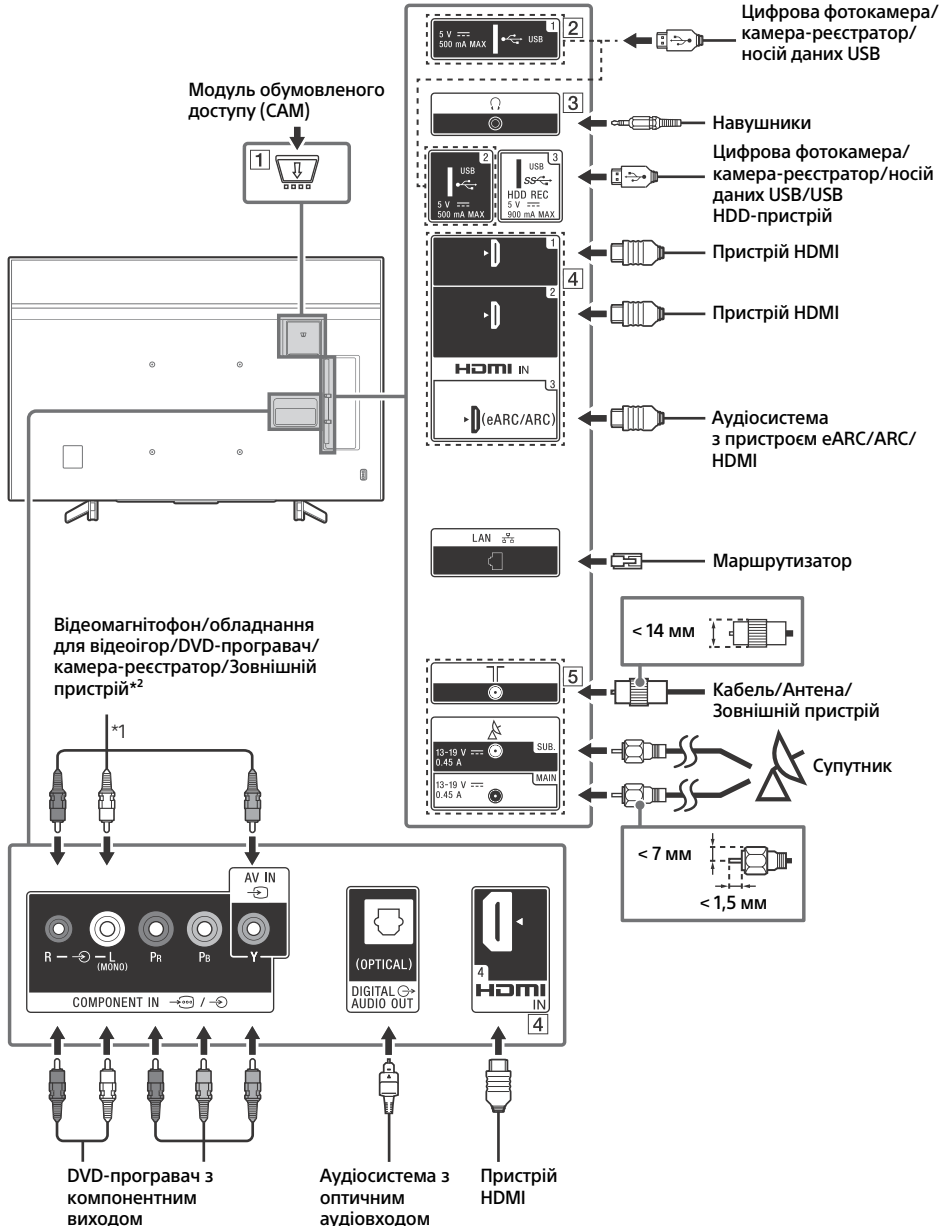 Цифрова фотокамера/
камера-реєстратор/
носій даних USB
1
2
5 V
500 mA MAX
USB
Модуль обумовленого
доступу (CAM)
1
3
Навушники
2
USB
5 V
500 mA MAX
3
USB
SS
HDD REC
5 V
900 mA MAX
Цифрова фотокамера/
камера-реєстратор/носій
даних USB/USB
HDD-пристрій
1
Пристрій HDMI
4
2
Пристрій HDMI
HDMI IN
3
(eARC/ARC)
Аудіосистема
з пристроєм eARC/ARC/
HDMI
LAN
Маршрутизатор
< 14 мм
5
Кабель/Антена/
Зовнішній пристрій
13-19 V
0.45 A
SUB.
13-19 V
0.45 A
MAIN
Супутник
< 7 мм
< 1,5 мм
Відеомагнітофон/обладнання
для відеоігор/DVD-програвач/
камера-реєстратор/Зовнішній
пристрій*2
*1
AV IN
R — L
(MONO)
PR
PB
Y
COMPONENT IN /
(OPTICAL)
DIGITAL
AUDIO OUT
4
HDMI
IN
4
DVD-програвач з
компонентним
виходом
Аудіосистема з
оптичним
аудіовходом
Пристрій
HDMI